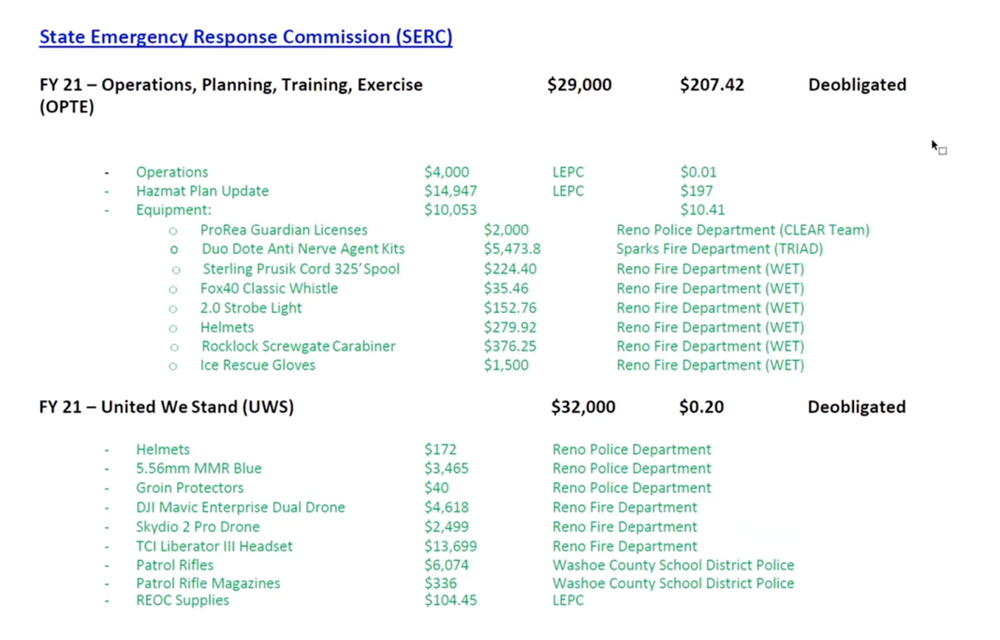 State Emergency Response Commission (SERC)
FY 21 – Operations, Planning, Training, Exercise $29,000 $207.42 Deobligated
(OPTE)
- Operations $4,000 LEPC $0.01
- Hazmat Plan Update $14,947 LEPC $197
- Equipment: $10,053 $10.41
o ProRea Guardian Licenses $2,000 Reno Police Department (CLEAR Team)
o Duo Dote Anti Nerve Agent Kits $5,473.8 Sparks Fire Department (TRIAD)
o Sterling Prusik Cord 325' Spool $224.40 Reno Fire Department (WET)
o Fox40 Classic Whistle $35.46 Reno Fire Department (WET)
o 2.0 Strobe Light $152.76 Reno Fire Department (WET)
o Helmets $279.92 Reno Fire Department (WET)
o Rocklock Screwgate Carabiner $376.25 Reno Fire Department (WET)
o Ice Rescue Gloves $1,500 Reno Fire Department (WET)
FY 21 – United We Stand (UWS) $32,000 $0.20 Deobligated
- Helmets $172 Reno Police Department
- 5.56mm MMR Blue $3,465 Reno Police Department
- Groin Protectors $40 Reno Police Department
- DJI Mavic Enterprise Dual Drone $4,618 Reno Fire Department
- Skydio 2 Pro Drone $2,499 Reno Fire Department
- TCI Liberator III Headset $13,699 Reno Fire Department
- Patrol Rifles $6,074 Washoe County School District Police
- Patrol Rifle Magazines $336 Washoe County School District Police
- REOC Supplies $104.45 LEPC